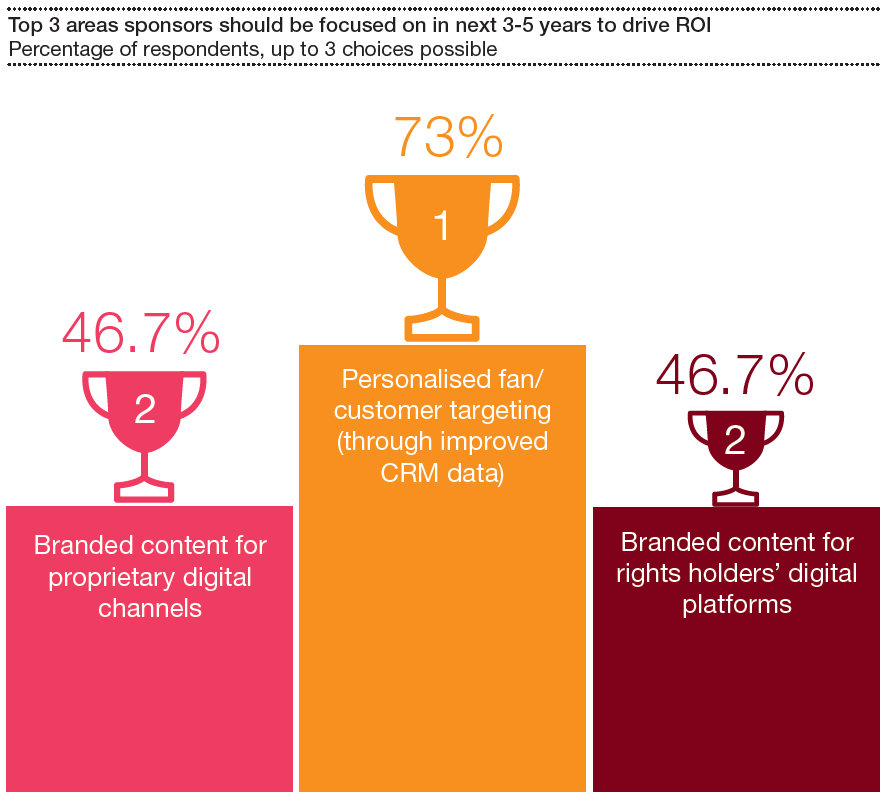 Top 3 areas sponsors should be focused on in next 3-5 years to drive ROI
Percentage of respondents, up to 3 choices possible
46.7%
2
Branded content for
proprietary digital
channels
73%
1
Personalised fan/
customer targeting
(through improved
CRM data)
46.7%
2
Branded content for
rights holders’ digital
platforms